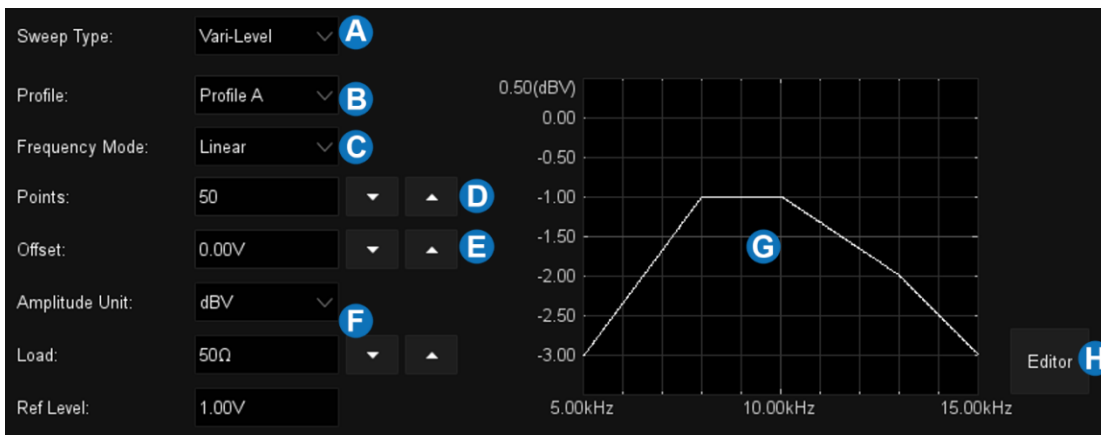 Sweep Type: Vari-Level A
Profile: Profile A B
Frequency Mode: Linear C
Points: 50 D
Offset: 0.00V E
Amplitude Unit: dBV
F
Load: 50Ω
Ref Level: 1.00V
0.50(dBV)
0.00
-0.50
-1.00
-1.50
G
-2.00
-2.50
-3.00
5.00kHz 10.00kHz 15.00kHz
Editor H